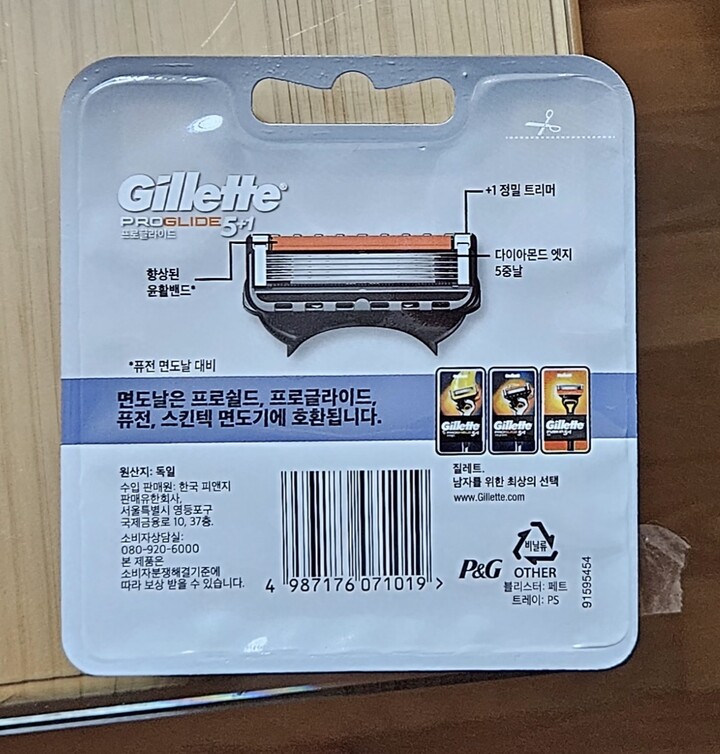 Gillette®
PROGLIDE 5+1
프로글라이드
+1 정밀 트리머
다이아몬드 엣지
5중날
향상된
윤활밴드*
*퓨전 면도날 대비
면도날은 프로쉴드, 프로글라이드,
퓨전, 스킨텍 면도기에 호환됩니다.
Gillette
Gillette
Gillette
원산지: 독일
수입 판매원: 한국 피앤지
판매유한회사,
서울특별시 영등포구
국제금융로 10, 37층.
소비자상담실:
080-920-6000
본 제품은
소비자분쟁해결기준에
따라 보상 받을 수 있습니다.
4 987176 071019 >
질레트.
남자를 위한 최상의 선택
www.Gillette.com
P&G
비닐류
OTHER
블리스터: 페트
트레이: PS
91595454